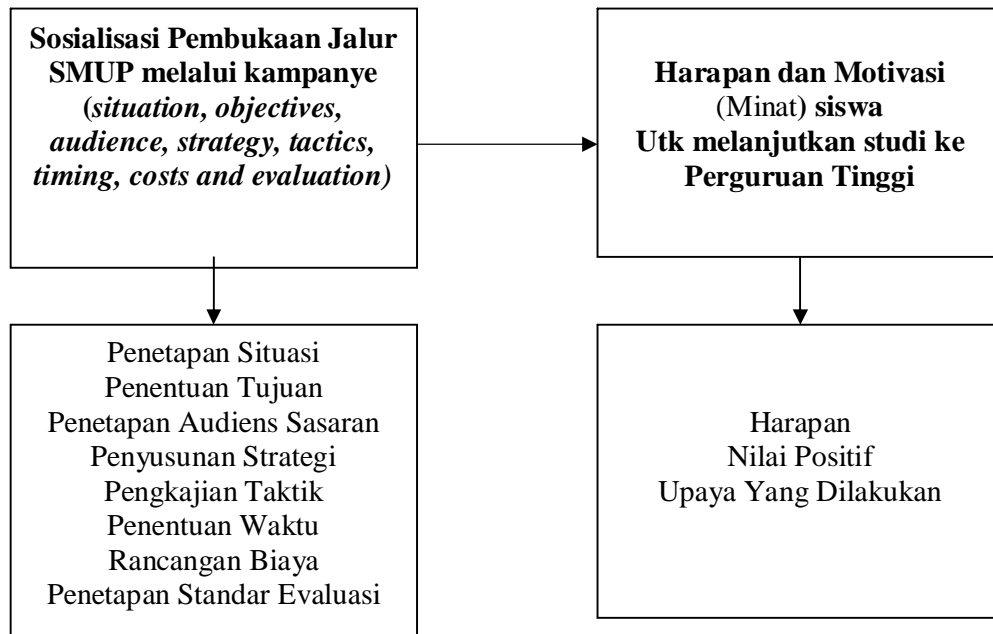 Sosialisasi Pembukaan Jalur
SMUP melalui kampanye
(situation, objectives,
audience, strategy, tactics,
timing, costs and evaluation)
Harapan dan Motivasi
(Minat) siswa
Utk melanjutkan studi ke
Perguruan Tinggi
Penetapan Situasi
Penentuan Tujuan
Penetapan Audiens Sasaran
Penyusunan Strategi
Pengkajian Taktik
Penentuan Waktu
Rancangan Biaya
Penetapan Standar Evaluasi
Harapan
Nilai Positif
Upaya Yang Dilakukan